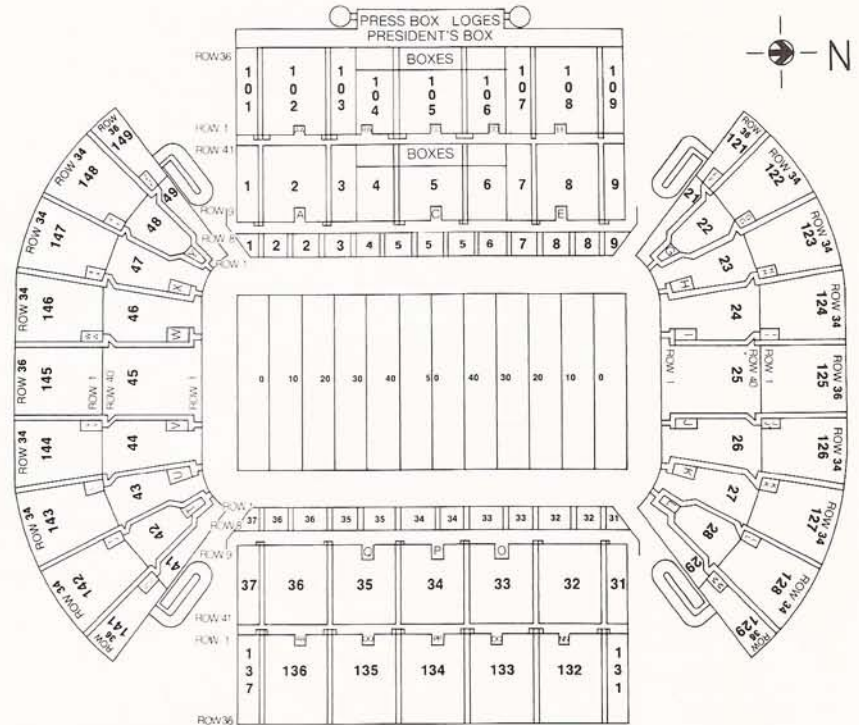 PRESS BOX LOGES
PRESIDENT'S BOX
N
ROW 36
BOXES
101 102 103 104 105 106 107 108 109
ROW 1
ROW 41
BOXES
1 2 3 4 5 6 7 8 9
ROW 9
A C E
ROW 8
1 2 2 3 4 5 5 5 6 7 8 8 9
ROW 1
ROW 36 149
ROW 34 148
ROW 34 147
ROW 34 146
ROW 36 145
ROW 34 144
ROW 34 143
ROW 34 142
ROW 36 141
49
48
47 X
46 W
ROW 1 ROW 40 45 ROW 1
44 V
43 U
42
41
0 10 20 30 40 50 40 30 20 10 0
121 ROW 36
122 ROW 34
123 ROW 34
124 ROW 34
125 ROW 36
126 ROW 34
127 ROW 34
128 ROW 34
129 ROW 36
21
22
23 H
24 I
ROW 1 25 ROW 40 ROW 1
26 J
27 K
28
29
ROW 1
ROW 8
37 36 36 35 35 34 34 33 33 32 32 31
ROW 9
Q P O
37 36 35 34 33 32 31
ROW 41
ROW 1
137 136 135 134 133 132 131
ROW 36